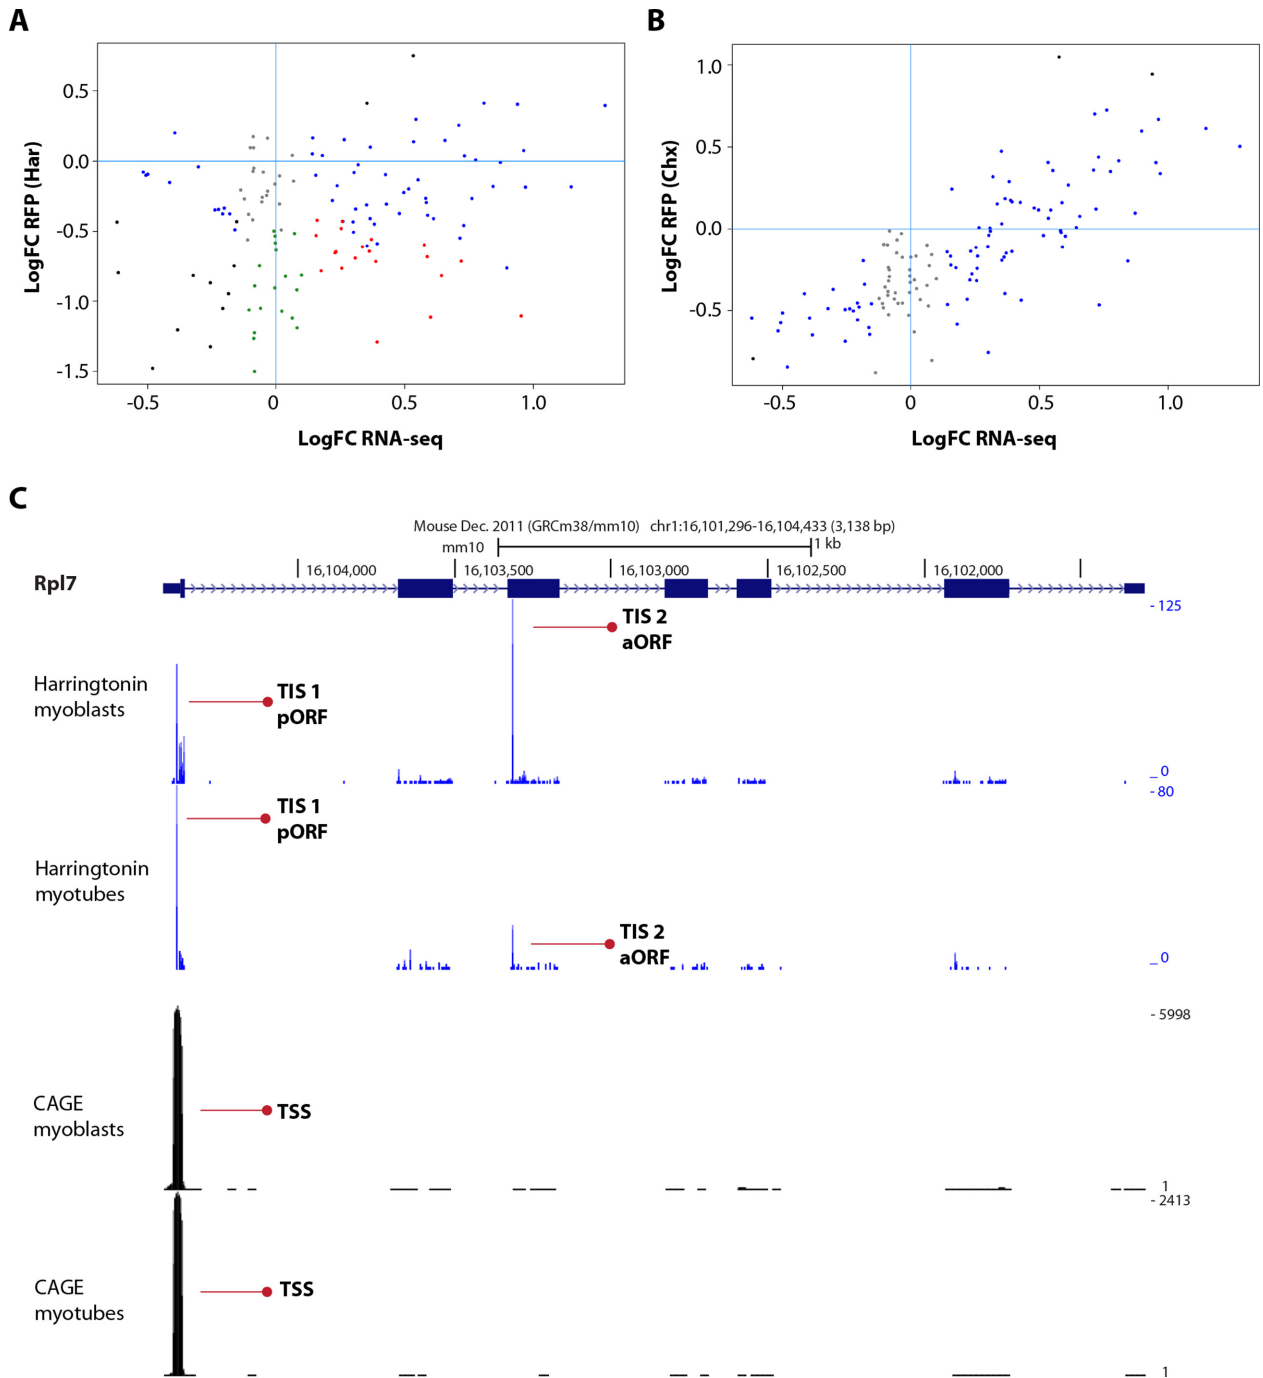 A
B
0.5
0.0
-0.5
-1.0
-1.5
LogFC RFP (Har)
-0.5
0
0.5
1.0
LogFC RNA-seq
1.0
0.5
0.0
-0.5
LogFC RFP (Chx)
-0.5
0
0.5
1.0
LogFC RNA-seq
C
Mouse Dec. 2011 (GRCm38/mm10) chr1:16,101,296-16,104,433 (3,138 bp)
mm10
1 kb
16,104,000
16,103,500
16,103,000
16,102,500
16,102,000
Rpl7
- 125
TIS 2
aORF
Harringtonin
myoblasts
TIS 1
pORF
_ 0
- 80
TIS 1
pORF
Harringtonin
myotubes
TIS 2
aORF
_ 0
- 5998
CAGE
myoblasts
TSS
1
- 2413
CAGE
myotubes
TSS
1